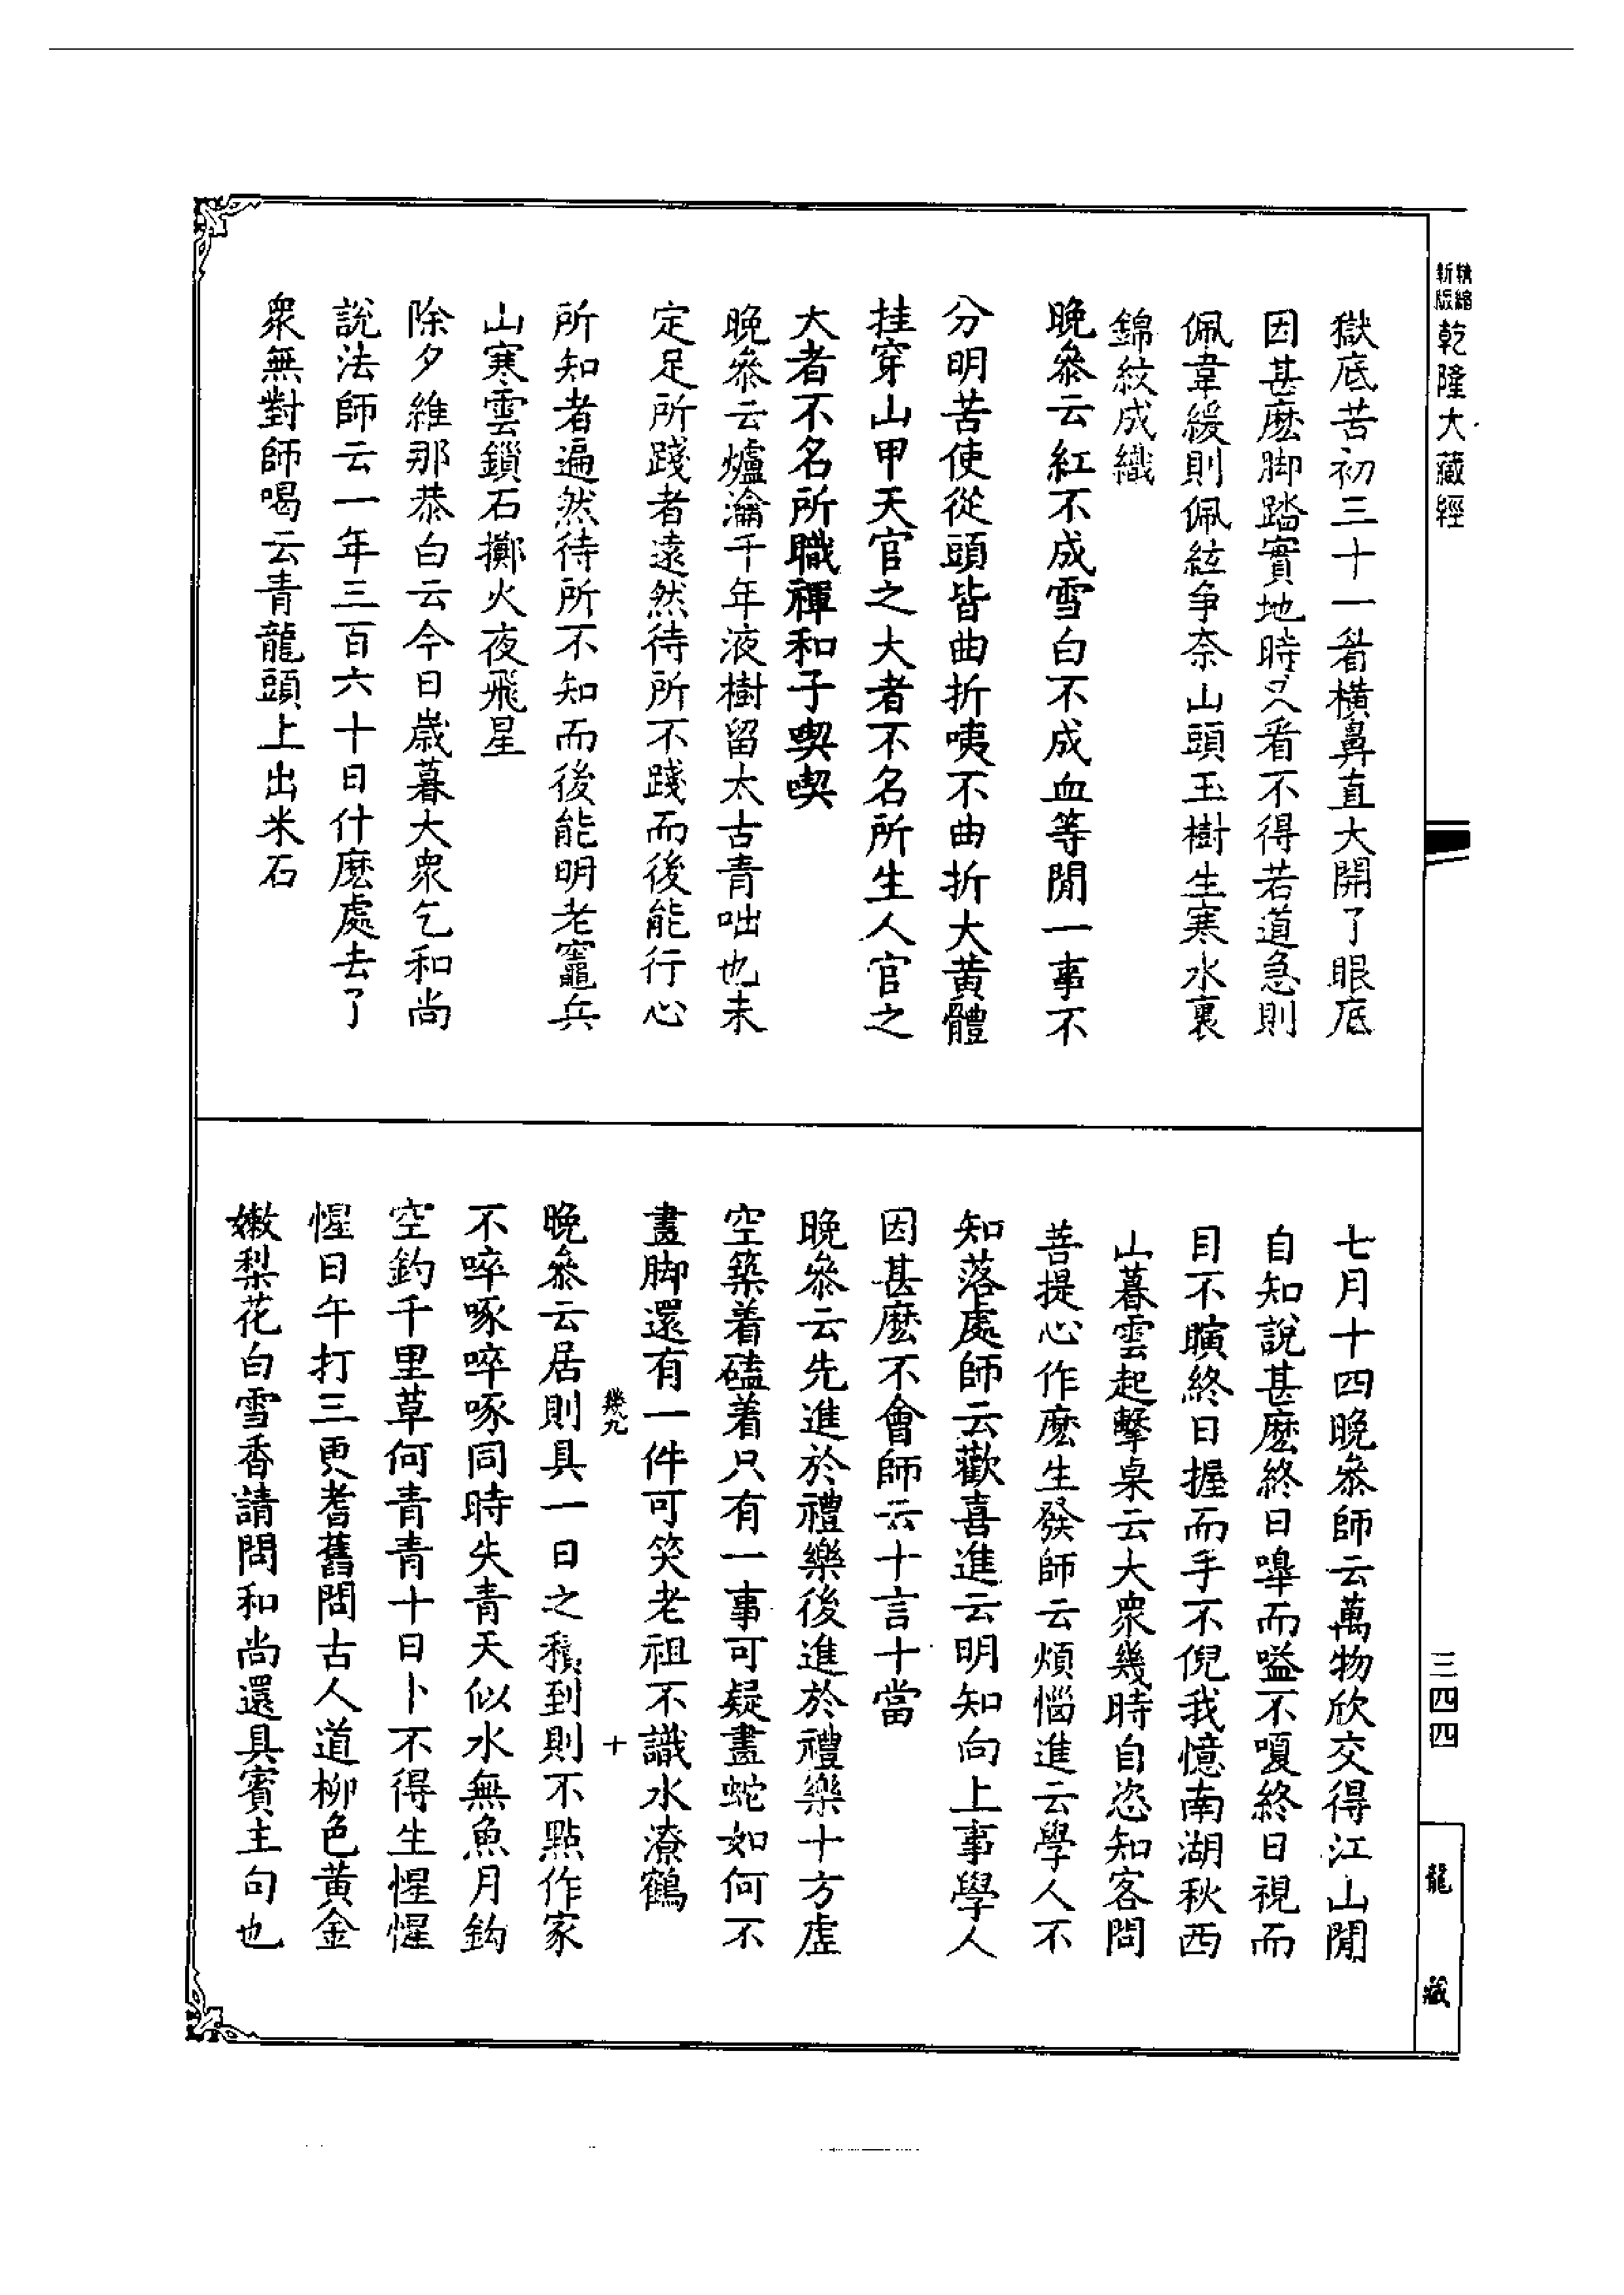 新版精縮乾隆大藏經
獄底苦初三十一眷橫鼻直大開了眼底
因甚麽脚踏實地時又看不得若道急則
佩韋緩則佩絃争奈山頭玉樹生寒水裏
錦紋成織
晚叅云紅不成雪白不成血等閒一事不
分明苦使從頭皆曲折咦不曲折大黄體
挂穿山甲天官之大者不名所生人官之
大者不名所職禪和子喫喫
晚叅云爐瀹千年液樹留太古青咄也未
定足所踐者遠然待所不踐而後能行心
所知者遍然待所不知而後能明老竈兵
山寒雲鎖石擲火夜飛星
除夕維那恭白云今日歳暮大衆乞和尚
說法師云一年三百六十日什麽處去了
衆無對師喝云青龍頭上出米石
七月十四晚叅師云萬物欣交得江山閒
自知說甚麽終日嘷而嗌不嗄終日視而
目不瞚終日握而手不倪我憶南湖秋西
山暮雲起擊桌云大衆幾時自恣知客問
菩提心作麽生發師云煩惱進云學人不
知落處師云歡喜進云明知向上事學人
因甚麽不會師云十言十當
晚叅云先進於禮樂後進於禮樂十方虛
空築着磕着只有一事可疑畫蛇如何不
畫脚還有一件可笑老祖不識水潦鶴
幾九
十
晚叅云居則具一日之積到則不點作家
不啐啄啐啄同時失青天似水無魚月鈎
空釣千里草何青青十日卜不得生惺惺
惺日午打三更耆舊問古人道柳色黄金
嫩梨花白雪香請問和尚還具賓主句也
三四四
龍藏